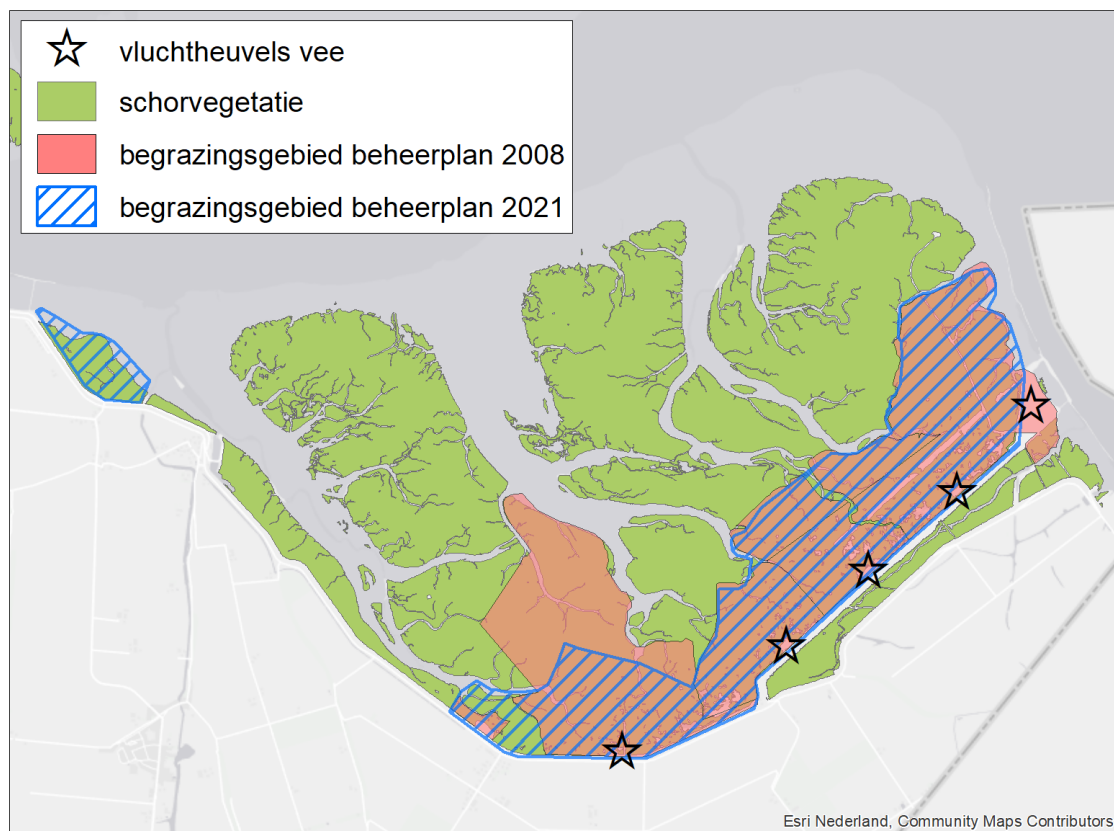 vluchtheuvels vee
schorvegetatie
begrazingsgebied beheerplan 2008
begrazingsgebied beheerplan 2021
Esri Nederland, Community Maps Contributors